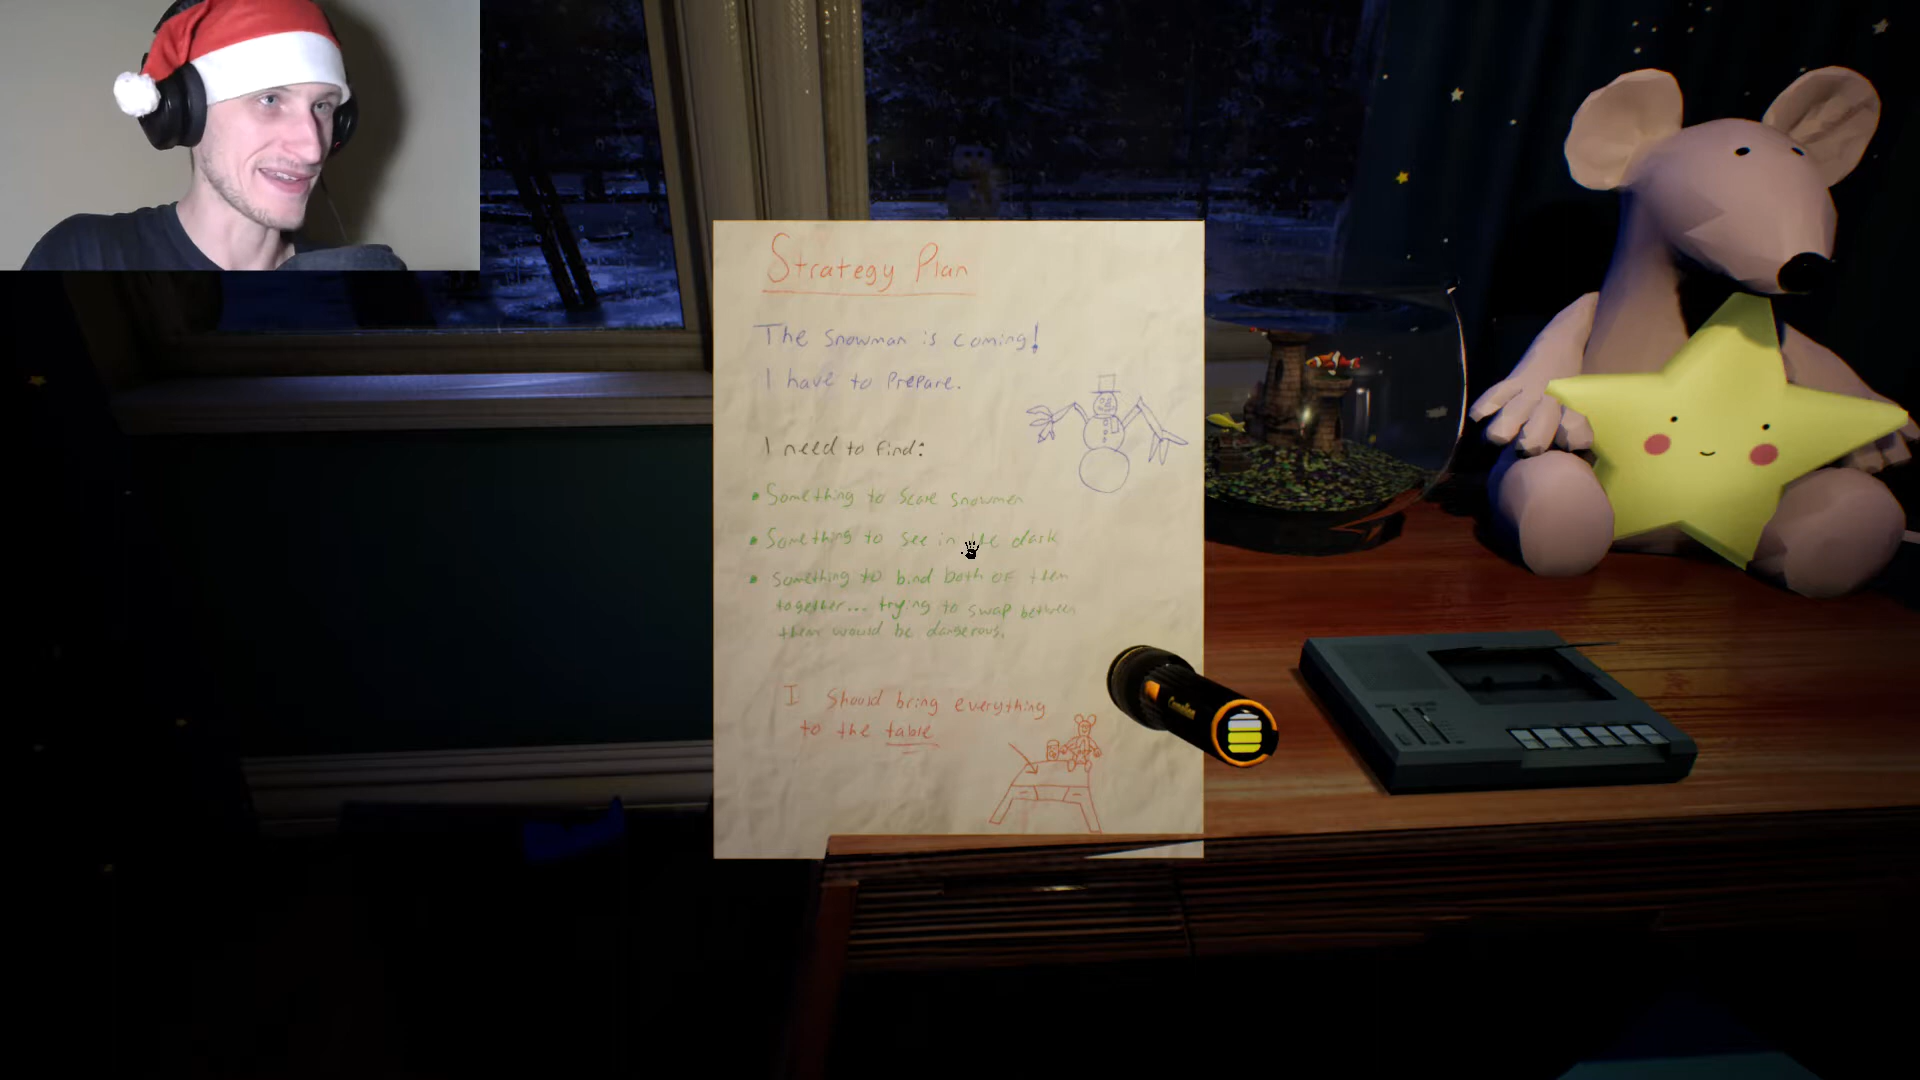 Strategy Plan
The snowman is coming!
I have to prepare.
I need to find:
• Something to scare snowmen
• Something to see in the dark
• Something to bind both of them
together... trying to swap between
them would be dangerous.
I should bring everything
to the table